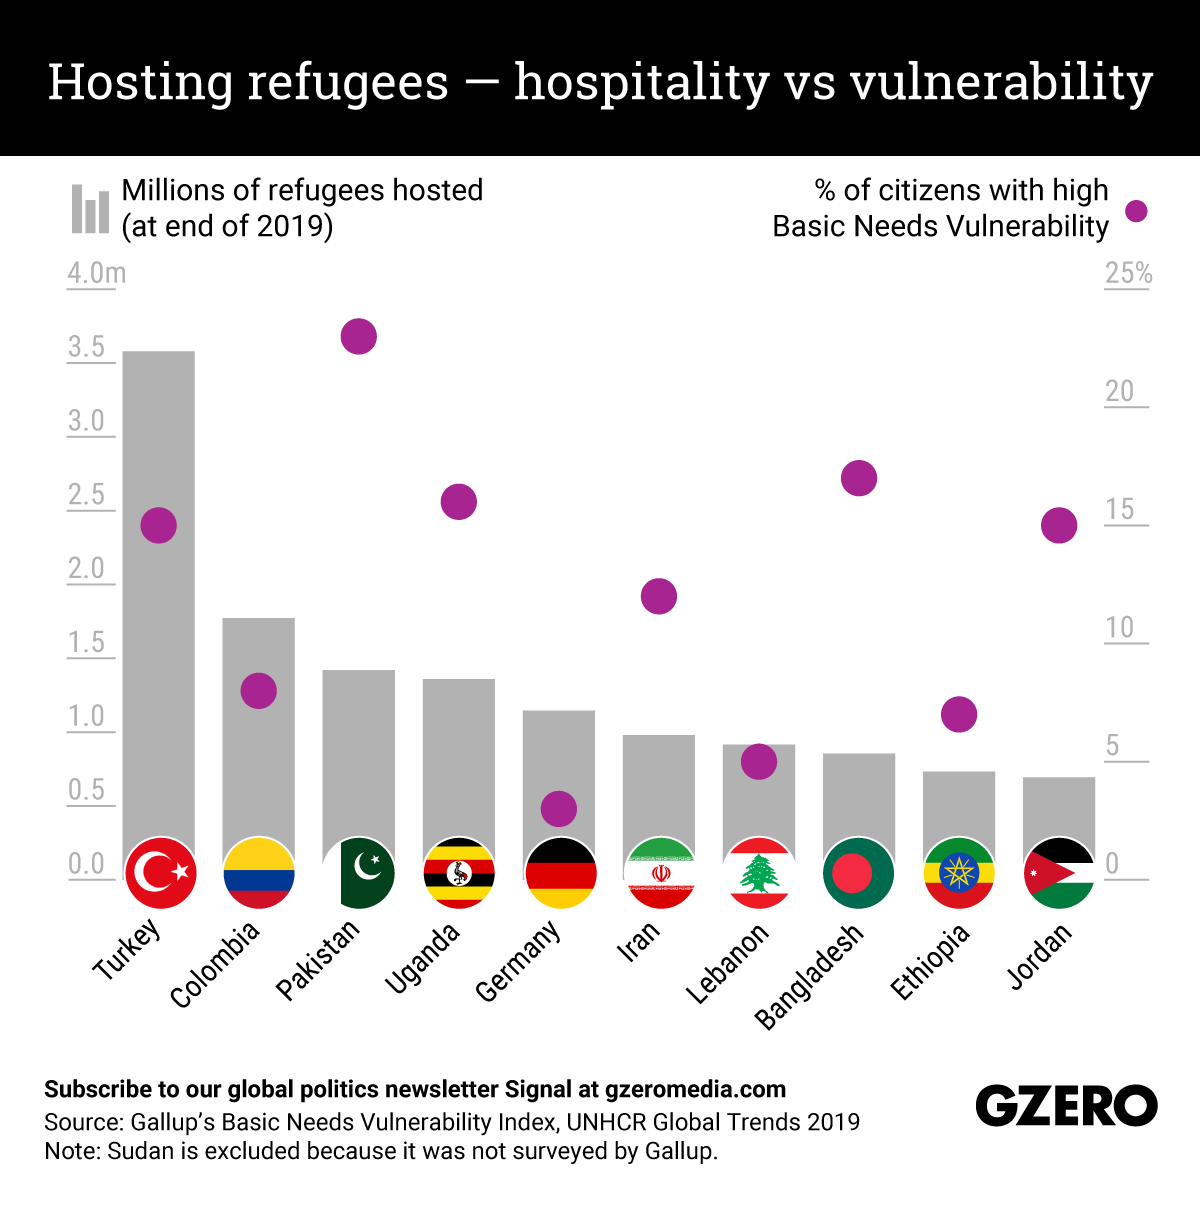 Hosting refugees — hospitality vs vulnerability
Millions of refugees hosted
(at end of 2019)
% of citizens with high
Basic Needs Vulnerability
4.0m
3.5
3.0
2.5
2.0
1.5
1.0
0.5
0.0
25%
20
15
10
5
0
Turkey
Colombia
Pakistan
Uganda
Germany
Iran
Lebanon
Bangladesh
Ethiopia
Jordan
Subscribe to our global politics newsletter Signal at gzeromedia.com
Source: Gallup’s Basic Needs Vulnerability Index, UNHCR Global Trends 2019
Note: Sudan is excluded because it was not surveyed by Gallup.
GZERO